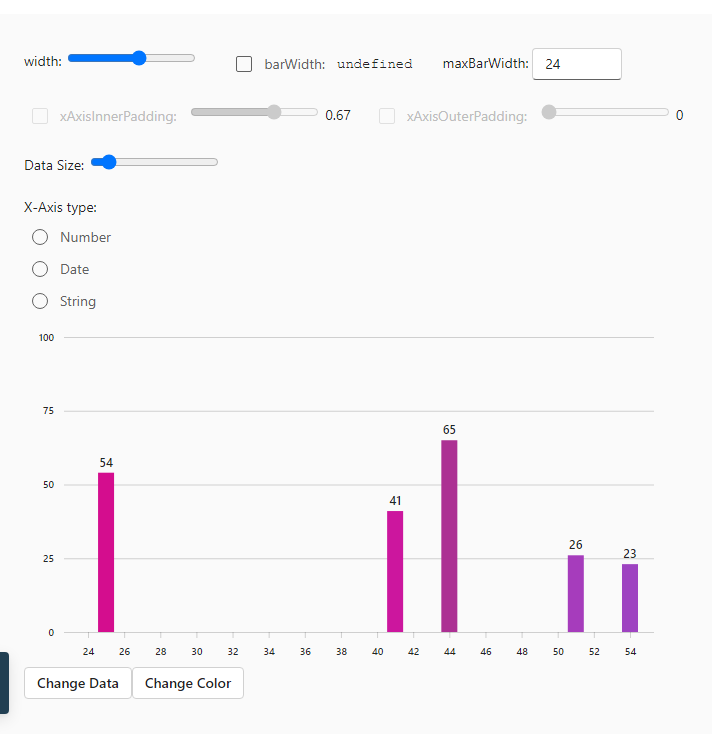 width: barWidth: undefined maxBarWidth: 24
xAxisInnerPadding: 0.67 xAxisOuterPadding: 0
Data Size:
X-Axis type:
Number
Date
String
100
75
50
25
0
54
41
65
26
23
24 26 28 30 32 34 36 38 40 42 44 46 48 50 52 54
Change Data Change Color